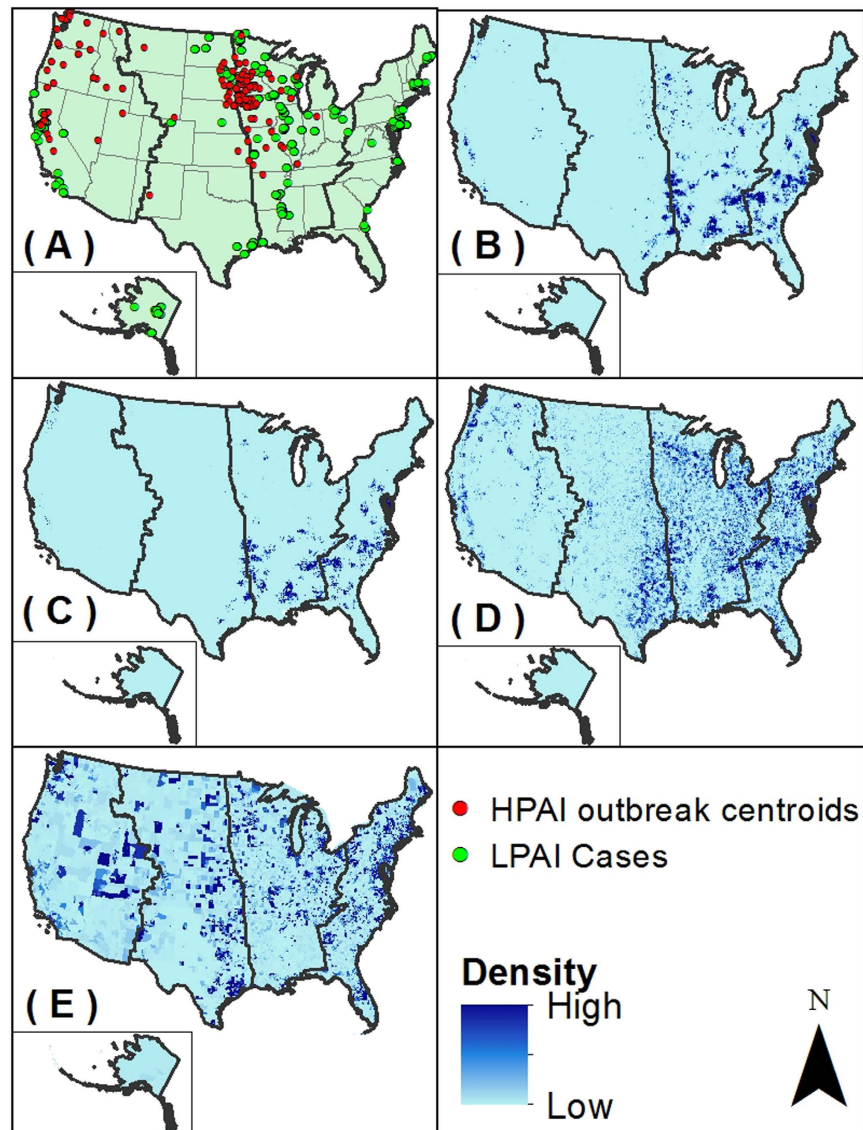 ( A )
( B )
( C )
( D )
( E )
HPAI outbreak centroids
LPAI Cases
Density
High
Low
N